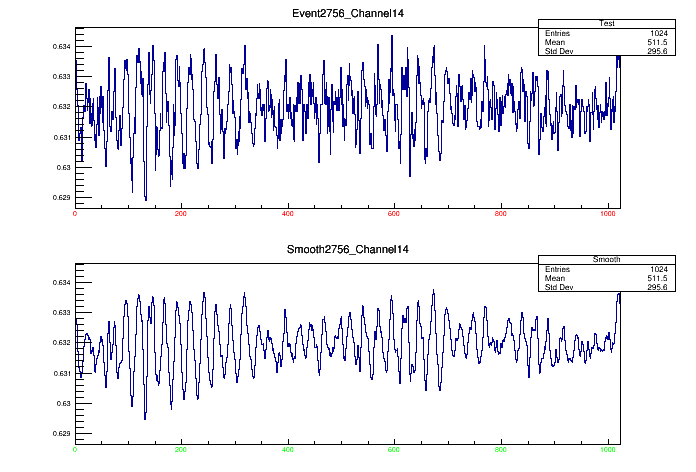 Event2756_Channel14
Test
Entries 1024
Mean 511.5
Std Dev 295.6
0.634
0.633
0.632
0.631
0.63
0.629
0 200 400 600 800 1000
Smooth2756_Channel14
Smooth
Entries 1024
Mean 511.5
Std Dev 295.6
0.634
0.633
0.632
0.631
0.63
0.629
0 200 400 600 800 1000